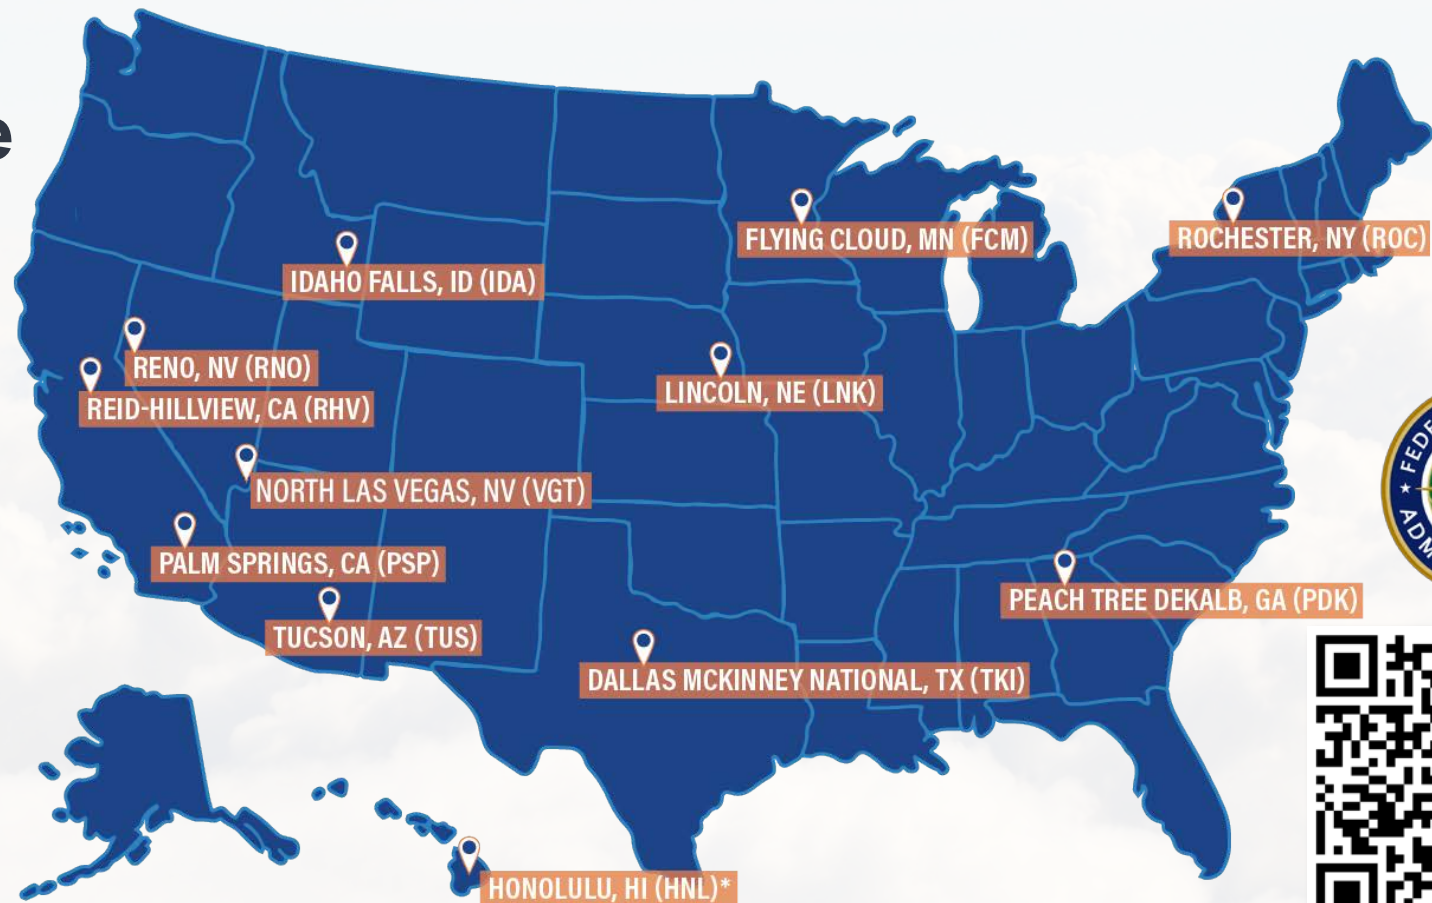 e
FLYING CLOUD, MN (FCM)
ROCHESTER, NY (ROC)
IDAHO FALLS, ID (IDA)
RENO, NV (RNO)
LINCOLN, NE (LNK)
REID-HILLVIEW, CA (RHV)
NORTH LAS VEGAS, NV (VGT)
PALM SPRINGS, CA (PSP)
PEACH TREE DEKALB, GA (PDK)
TUCSON, AZ (TUS)
DALLAS MCKINNEY NATIONAL, TX (TKI)
HONOLULU, HI (HNL)*
FEDE
ADM